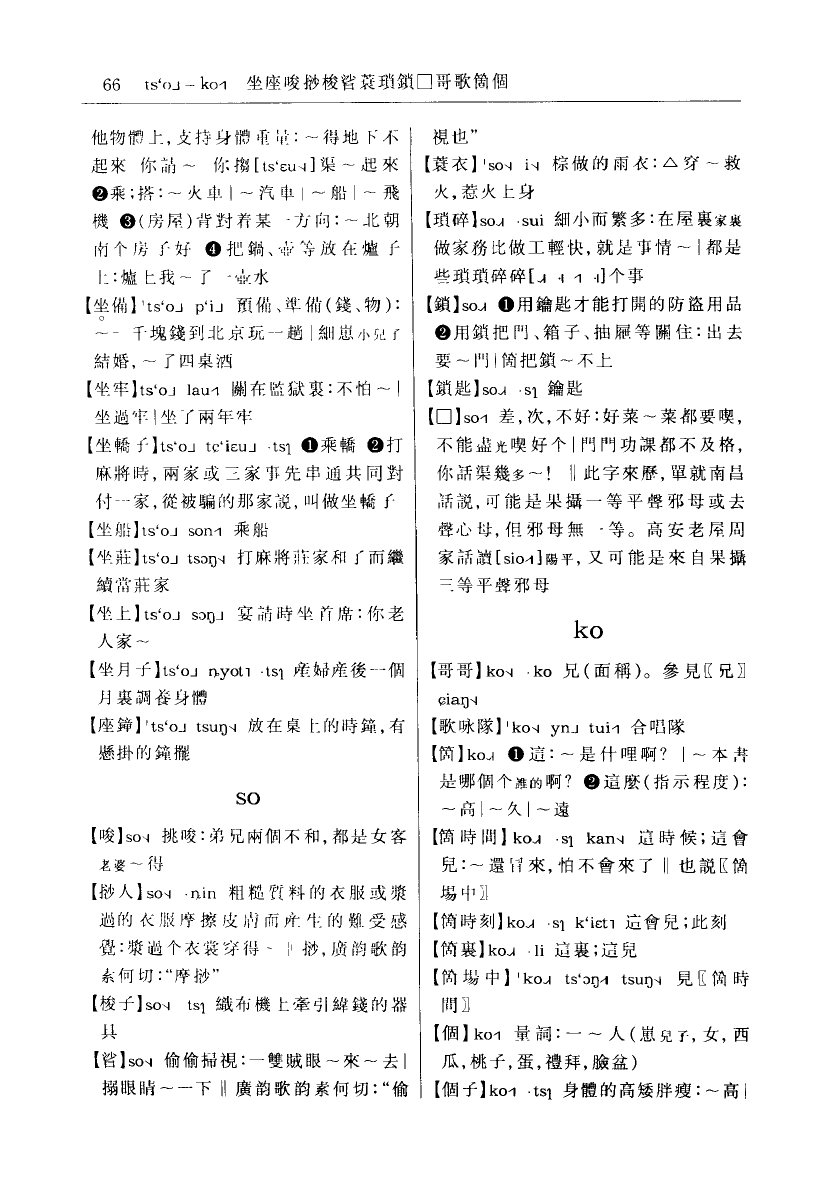 66 tsʻo˩－ko˧˥ 坐座唆挱梭䁟蓑瑣鎖□哥歌箇個
他物體上,支持身體重量:～得地下不
起來 你請～ 你搊[tsʻɛu˨]渠～起來
❷乘;搭:～火車|～汽車|～船|～飛
機 ❸(房屋)背對着某一方向:～北朝
南个房子好 ❹把鍋、壺等放在爐子
上:爐上我～了一壺水
【坐備】ˈtsʻo˩ pʻi˩ 預備、準備(錢、物):
～一千塊錢到北京玩一趟|細崽小兒子
結婚,～了四桌酒
【坐牢】tsʻo˩ lau 關在監獄裏:不怕～|
坐過牢|坐了兩年牢
【坐轎子】tsʻo˩ tɕʻiɛu˩ ·tsɿ ❶乘轎 ❷打
麻將時,兩家或三家事先串通共同對
付一家,從被騙的那家説,叫做坐轎子
【坐船】tsʻo˩ son 乘船
【坐莊】tsʻo˩ tsɔŋ 打麻將莊家和了而繼
續當莊家
【坐上】tsʻo˩ sɔŋ˩ 宴請時坐首席:你老
人家～
【坐月子】tsʻo˩ n̠yot ·tsɿ 産婦産後一個
月裏調養身體
【座鐘】ˈtsʻo˩ tsuŋ 放在桌上的時鐘,有
懸掛的鐘擺
so
【唆】so 挑唆:弟兄兩個不和,都是女客
老婆～得
【挱人】so ·n̠in 粗糙質料的衣服或漿
過的衣服摩擦皮膚而産生的難受感
覺:漿過个衣裳穿得～ ‖挱,廣韵歌韵
素何切:“摩挱”
【梭子】so tsɿ 織布機上牽引緯錢的器
具
【䁟】so 偷偷掃視:一雙賊眼～來～去|
搨眼睛～一下‖廣韵歌韵素何切:“偷
視也”
【蓑衣】ˈso i 棕做的雨衣:△穿～救
火,惹火上身
【瑣碎】so ·sui 細小而繁多:在屋裏家裏
做家務比做工輕快,就是事情～|都是
些瑣瑣碎碎個事
【鎖】so ❶用鑰匙才能打開的防盜用品
❷用鎖把門、箱子、抽屜等關住:出去
要～門|箇把鎖～不上
【鎖匙】so ·sɿ 鑰匙
【□】so 差,次,不好:好菜～菜都要喫,
不能盡光喫好个|門門功課都不及格,
你話渠幾多～! ‖此字來歷,單就南昌
話説,可能是果攝一等平聲邪母或去
聲心母,但邪母無一等。高安老屋周
家話讀[sio]陽平,又可能是來自果攝
三等平聲邪母
ko
【哥哥】ko ·ko 兄(面稱)。參見〖兄〗
ɕiaŋ
【歌咏隊】ˈko yn˩ tui 合唱隊
【箇】ko ❶這:～是什哩啊? |～本書
是哪個个誰的啊? ❷這麽(指示程度):
～高|～久|～遠
【箇時間】ko ·sɿ kan 這時候;這會
兒:～還冒來,怕不會來了‖也説〖箇
場中〗
【箇時刻】ko ·sɿ kʻiɛt 這會兒;此刻
【箇裏】ko ·li 這裏;這兒
【箇場中】ˈko tsʻɔŋ tsuŋ 見〖箇時
間〗
【個】ko 量詞:一～人(崽兒子,女,西
瓜,桃子,蛋,禮拜,臉盆)
【個子】ko ·tsɿ 身體的高矮胖瘦:～高|